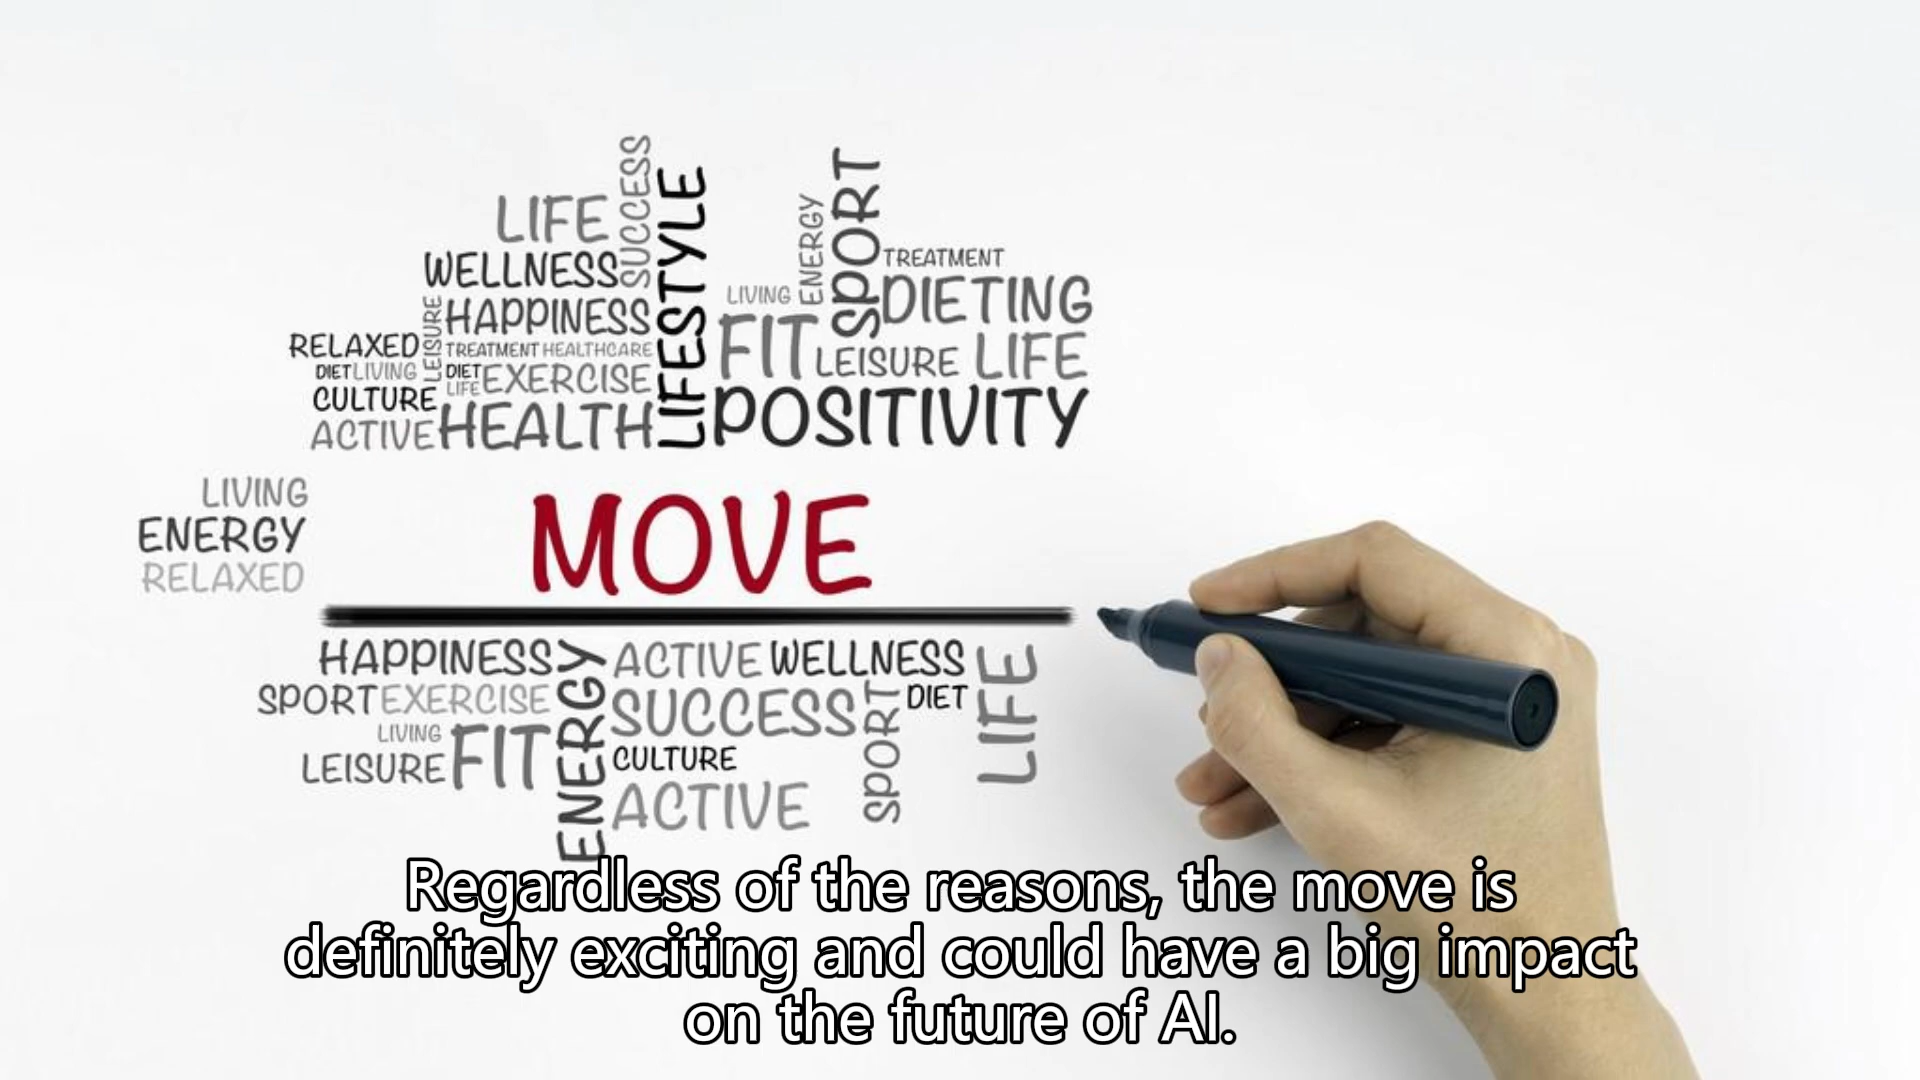 SUCCESS
LIFE
LIFESTYLE
WELLNESS
HAPPINESS
LEISURE
RELAXED
TREATMENT HEALTHCARE
DIET LIVING
DIET
LIFE
EXERCISE
CULTURE
ACTIVE
HEALTH
SPORT
ENERGY
TREATMENT
LIVING
DIETING
FIT
LEISURE LIFE
POSITIVITY
LIVING
ENERGY
RELAXED
MOVE
HAPPINESS
ENERGY
ACTIVE WELLNESS
LIFE
SPORT EXERCISE
SUCCESS
SPORT
DIET
LIVING
FIT
LEISURE
CULTURE
ACTIVE
Regardless of the reasons, the move is
definitely exciting and could have a big impact
on the future of AI.